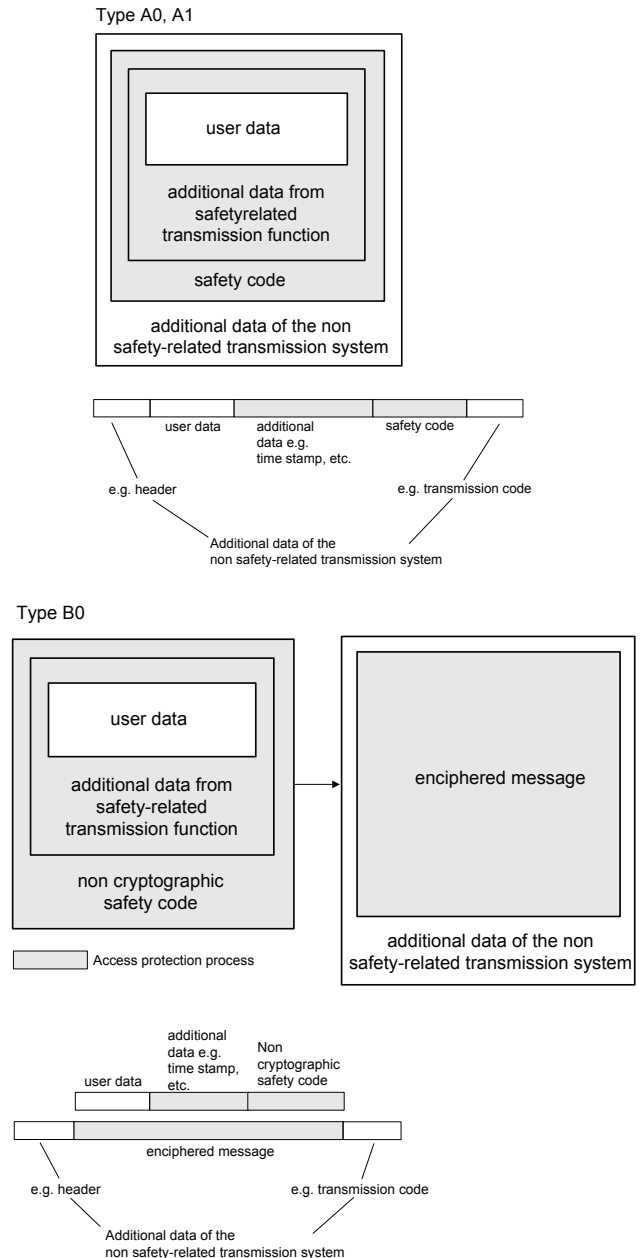 Type A0, A1
user data
additional data from
safetyrelated
transmission function
safety code
additional data of the non
safety-related transmission system
user data
additional
data e.g.
time stamp, etc.
safety code
e.g. header
e.g. transmission code
Additional data of the
non safety-related transmission system
Type B0
user data
additional data from
safety-related
transmission function
non cryptographic
safety code
enciphered message
additional data of the non
safety-related transmission system
Access protection process
user data
additional
data e.g.
time stamp,
etc.
Non
cryptographic
safety code
enciphered message
e.g. header
e.g. transmission code
Additional data of the
non safety-related transmission system